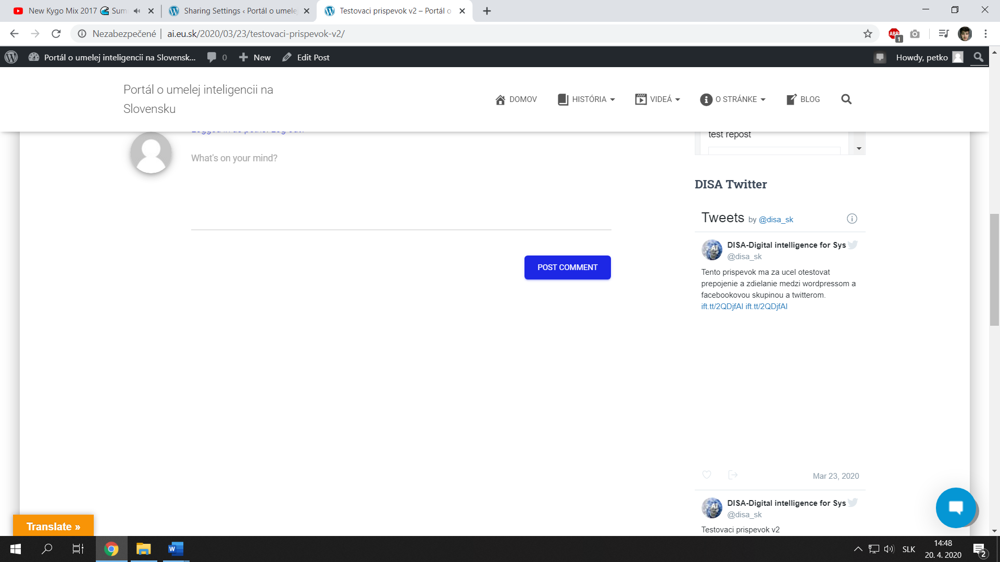 New Kygo Mix 2017 🌊 Sum
Sharing Settings ‹ Portál o umele
Testovaci prispevok v2 – Portál o
Nezabezpečené | ai.eu.sk/2020/03/23/testovaci-prispevok-v2/
ABP
1
Portál o umelej inteligencii na Slovensk...
0
New
Edit Post
Howdy, petko
Portál o umelej inteligencii na
Slovensku
DOMOV
HISTÓRIA
VIDEÁ
O STRÁNKE
BLOG
What's on your mind?
POST COMMENT
test repost
DISA Twitter
Tweets by @disa_sk
DISA-Digital intelligence for Sys
@disa_sk
Tento prispevok ma za ucel otestovat
prepojenie a zdielanie medzi wordpressom a
facebookovou skupinou a twitterom.
ift.tt/2QDjfAI ift.tt/2QDjfAI
Mar 23, 2020
DISA-Digital intelligence for Sys
@disa_sk
Testovaci prispevok v2
Translate »
SLK
14:48
20. 4. 2020
2